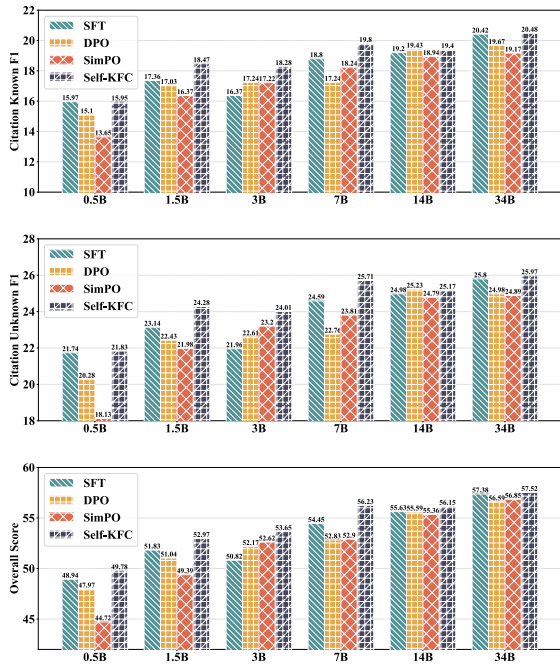 22
20
18
16
14
12
10
Citation Known F1
SFT
DPO
SimPO
Self-KFC
15.97 15.1 13.65 15.95
17.36 17.03 16.37 18.47
16.37 17.24 17.22 18.28
18.8 17.24 18.24 19.8
19.2 19.43 18.94 19.4
20.42 19.67 19.17 20.48
0.5B 1.5B 3B 7B 14B 34B
28
26
24
22
20
18
Citation Unknown F1
SFT
DPO
SimPO
Self-KFC
21.74 20.28 18.13 21.83
23.14 22.43 21.98 24.28
21.96 22.61 23.2 24.01
24.59 22.76 23.81 25.71
24.98 25.23 24.79 25.17
25.8 24.98 24.89 25.97
0.5B 1.5B 3B 7B 14B 34B
60
55
50
45
Overall Score
SFT
DPO
SimPO
Self-KFC
48.94 47.97 44.72 49.78
51.83 51.04 49.39 52.97
50.82 52.17 52.62 53.65
54.45 52.83 52.9 56.23
55.63 55.59 55.36 56.15
57.38 56.59 56.85 57.52
0.5B 1.5B 3B 7B 14B 34B